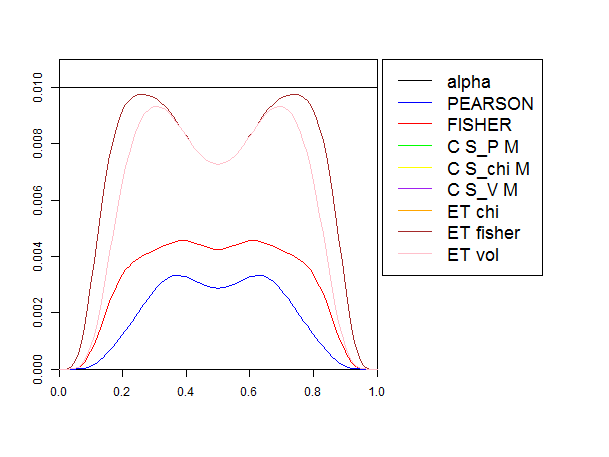 0.010
0.008
0.006
0.004
0.002
0.000
0.0 0.2 0.4 0.6 0.8 1.0
alpha
PEARSON
FISHER
C S_P M
C S_chi M
C S_V M
ET chi
ET fisher
ET vol